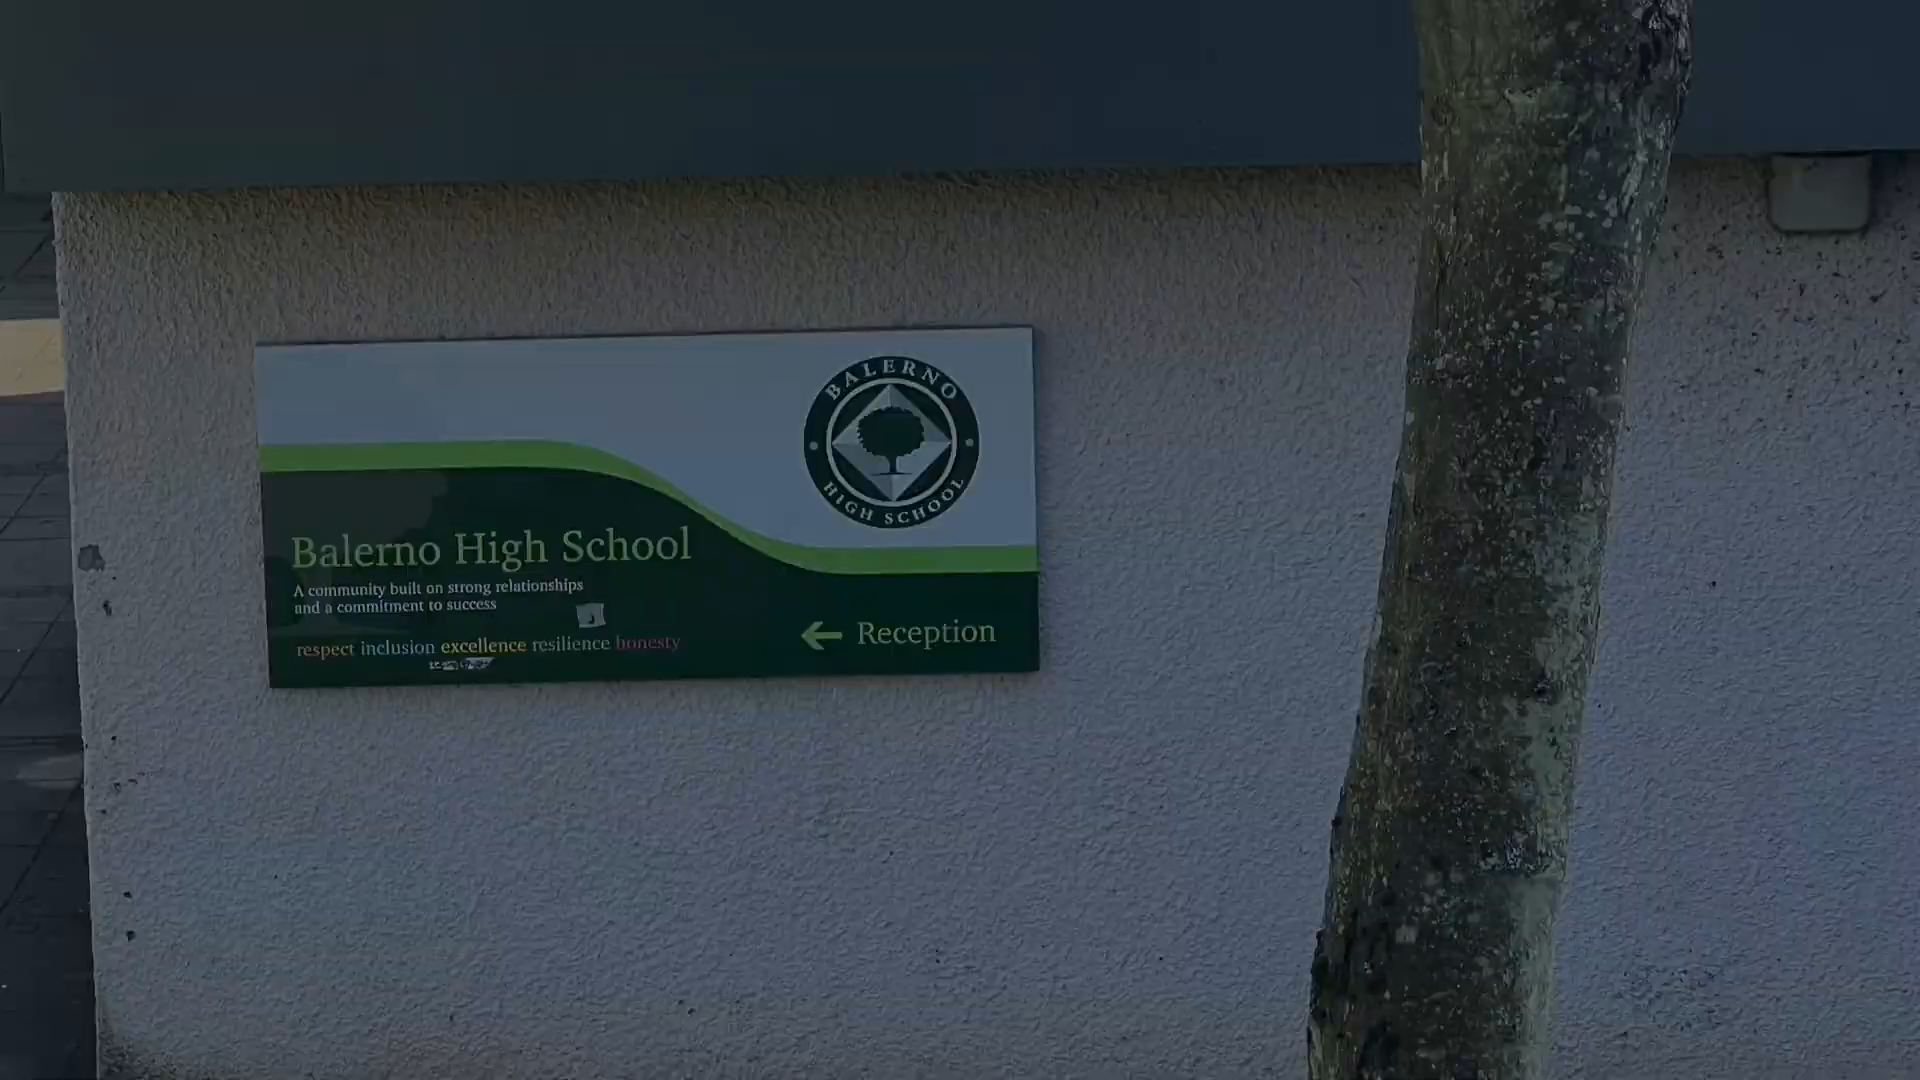 BALERNO
HIGH SCHOOL
Balerno High School
A community built on strong relationships
and a commitment to success
respect inclusion excellence resilience honesty
← Reception